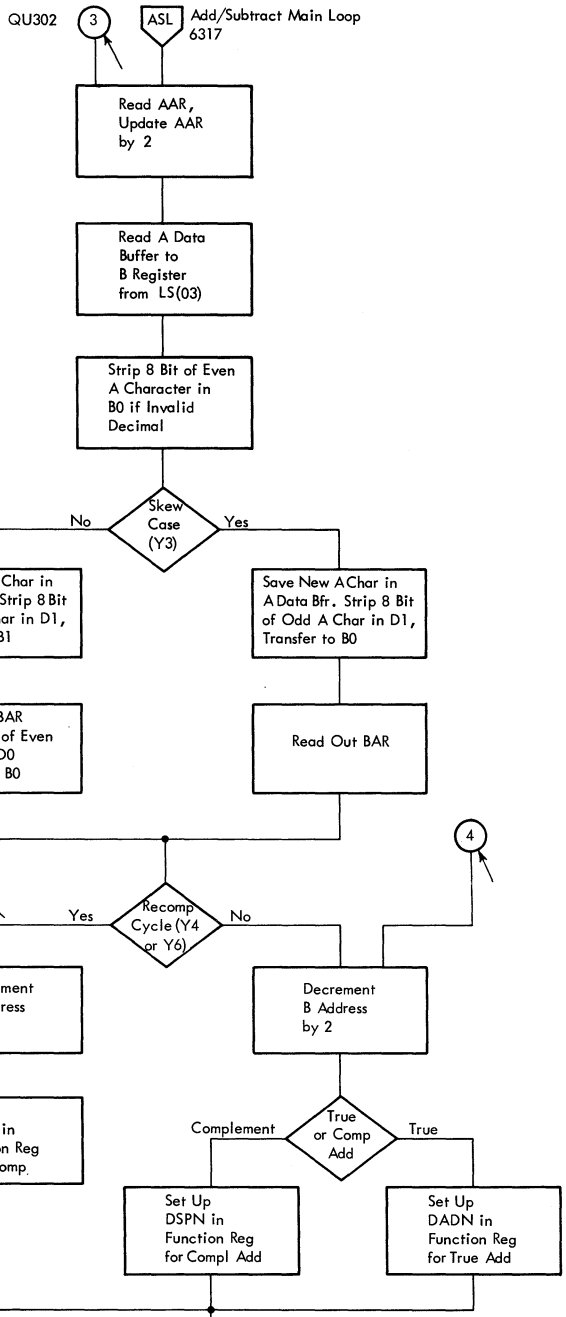 QU302
3
ASL
Add/Subtract Main Loop
6317
Read AAR,
Update AAR
by 2
Read A Data
Buffer to
B Register
from LS(03)
Strip 8 Bit of Even
A Character in
B0 if Invalid
Decimal
Skew
Case
(Y3)
No
Yes
Char in
Strip 8 Bit
ar in D1,
B1
Save New A Char in
A Data Bfr. Strip 8 Bit
of Odd A Char in D1,
Transfer to B0
BAR
of Even
D0
B0
Read Out BAR
4
Recomp
Cycle (Y4
or Y6)
Yes
No
ment
ress
Decrement
B Address
by 2
in
n Reg
omp.
True
or Comp
Add
Complement
True
Set Up
DSPN in
Function Reg
for Compl Add
Set Up
DADN in
Function Reg
for True Add